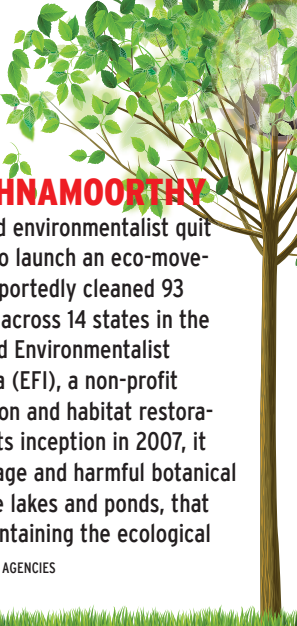 HNAMOORTHY
d environmentalist quit
o launch an eco-move-
portedly cleaned 93
across 14 states in the
d Environmentalist
a (EFI), a non-profit
on and habitat restora-
ts inception in 2007, it
age and harmful botanical
e lakes and ponds, that
ntaining the ecological
AGENCIES